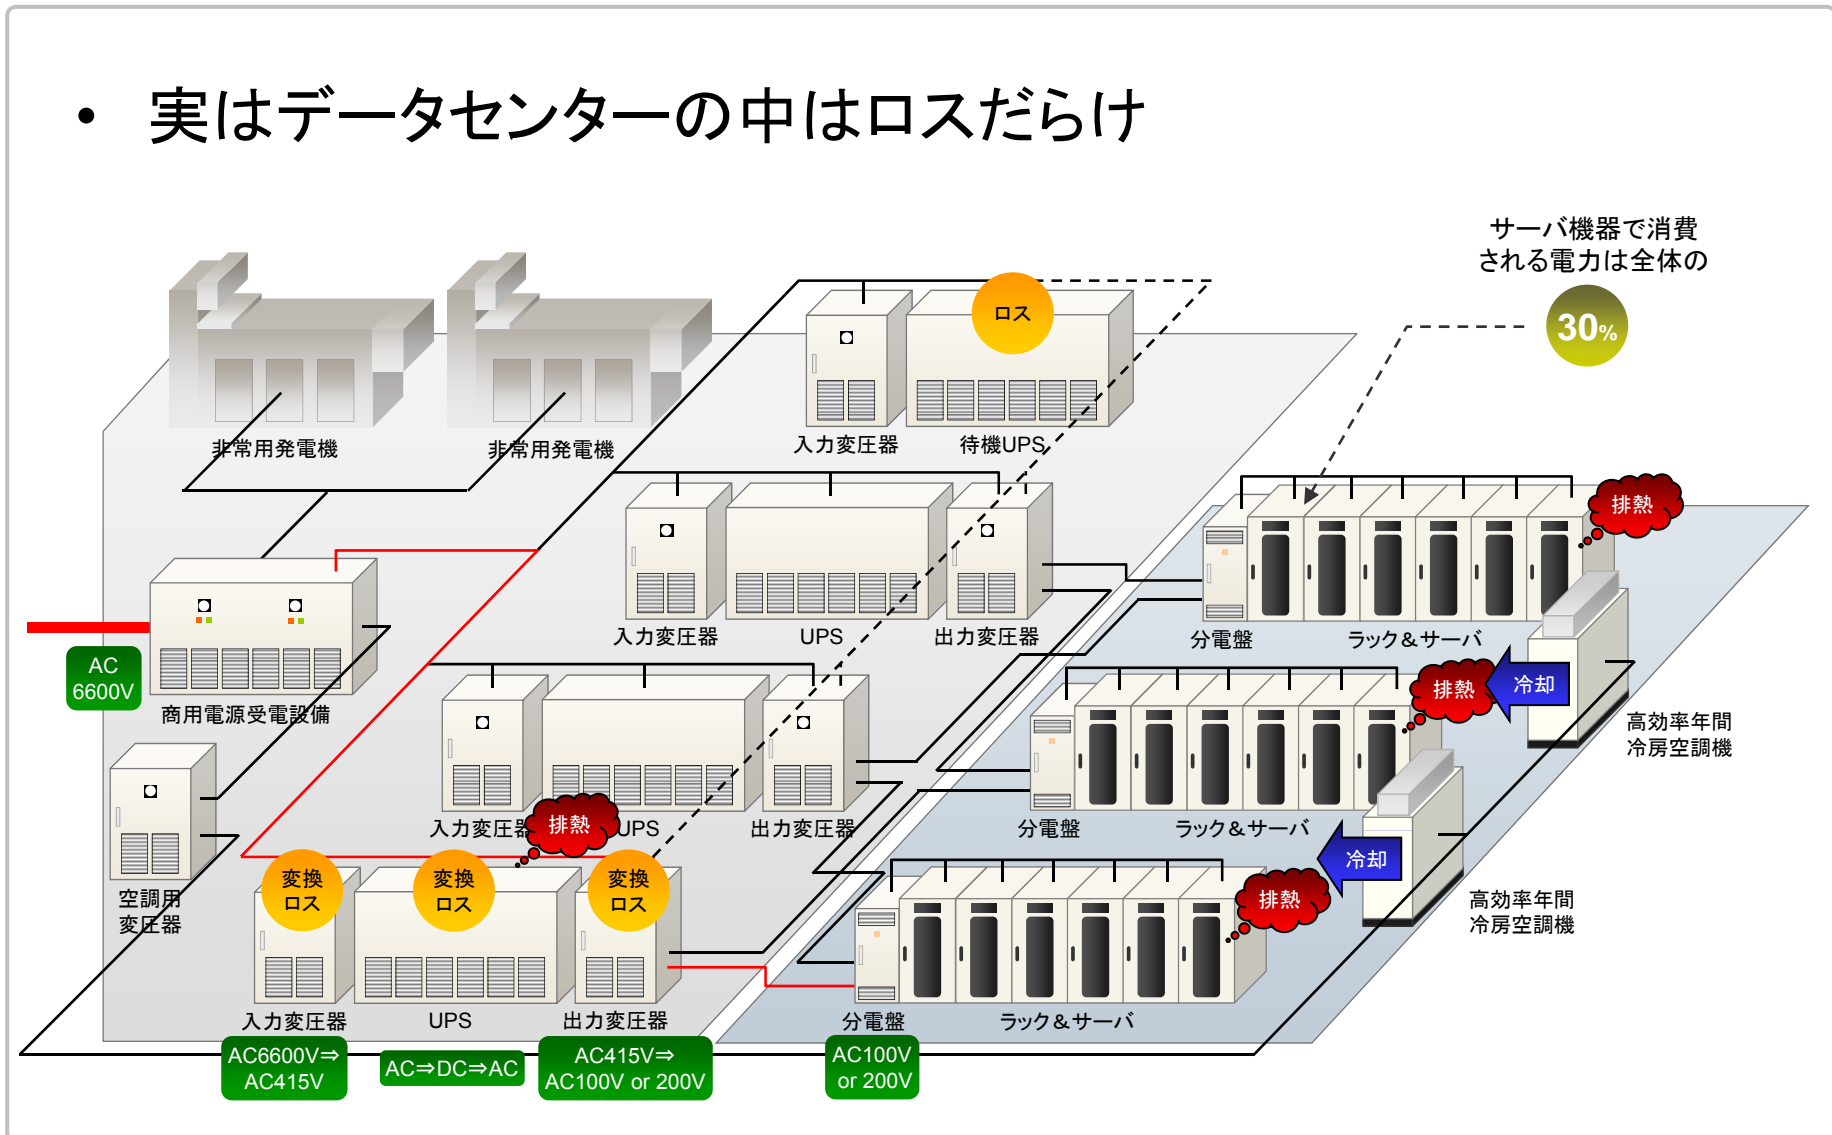 • 実はデータセンターの中はロスだらけ
サーバ機器で消費
される電力は全体の
30%
ロス
非常用発電機
非常用発電機
入力変圧器
待機UPS
排熱
入力変圧器
UPS
出力変圧器
分電盤
ラック＆サーバ
AC
6600V
商用電源受電設備
排熱
冷却
高効率年間
冷房空調機
入力変圧器
排熱
UPS
出力変圧器
分電盤
ラック＆サーバ
冷却
空調用
変圧器
変換
ロス
変換
ロス
変換
ロス
排熱
高効率年間
冷房空調機
入力変圧器
UPS
出力変圧器
分電盤
ラック＆サーバ
AC6600V⇒
AC415V
AC⇒DC⇒AC
AC415V⇒
AC100V or 200V
AC100V
or 200V